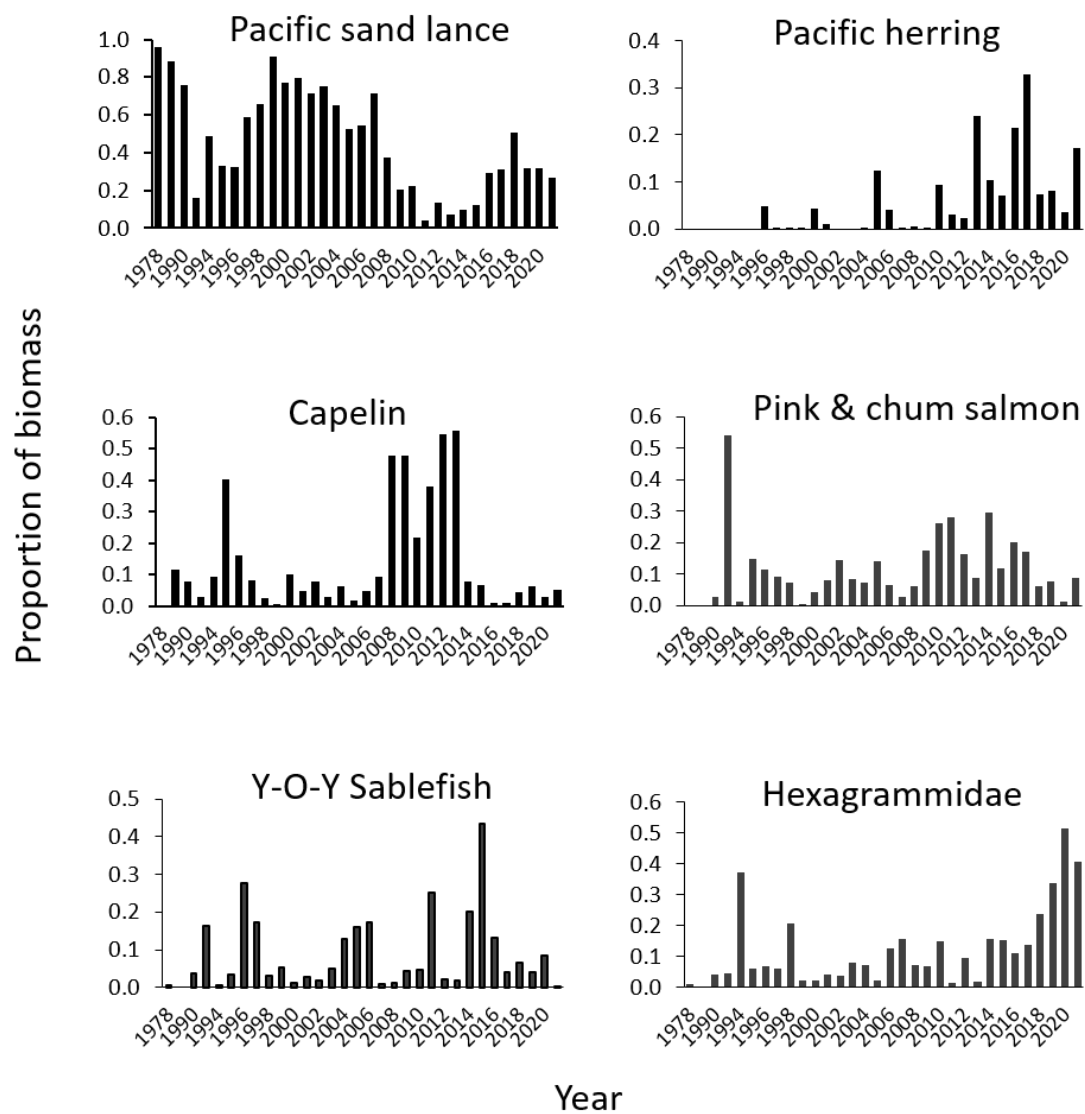 Pacific sand lance
1.0
0.8
0.6
0.4
0.2
0.0
1978 1990 1994 1996 1998 2000 2002 2004 2006 2008 2010 2012 2014 2016 2018 2020
Pacific herring
0.4
0.3
0.2
0.1
0.0
1978 1990 1994 1996 1998 2000 2002 2004 2006 2008 2010 2012 2014 2016 2018 2020
Proportion of biomass
Capelin
0.6
0.5
0.4
0.3
0.2
0.1
0.0
1978 1990 1994 1996 1998 2000 2002 2004 2006 2008 2010 2012 2014 2016 2018 2020
Pink & chum salmon
0.6
0.5
0.4
0.3
0.2
0.1
0.0
1978 1990 1994 1996 1998 2000 2002 2004 2006 2008 2010 2012 2014 2016 2018 2020
Y-O-Y Sablefish
0.5
0.4
0.3
0.2
0.1
0.0
1978 1990 1994 1996 1998 2000 2002 2004 2006 2008 2010 2012 2014 2016 2018 2020
Hexagrammidae
0.6
0.5
0.4
0.3
0.2
0.1
0.0
1978 1990 1994 1996 1998 2000 2002 2004 2006 2008 2010 2012 2014 2016 2018 2020
Year